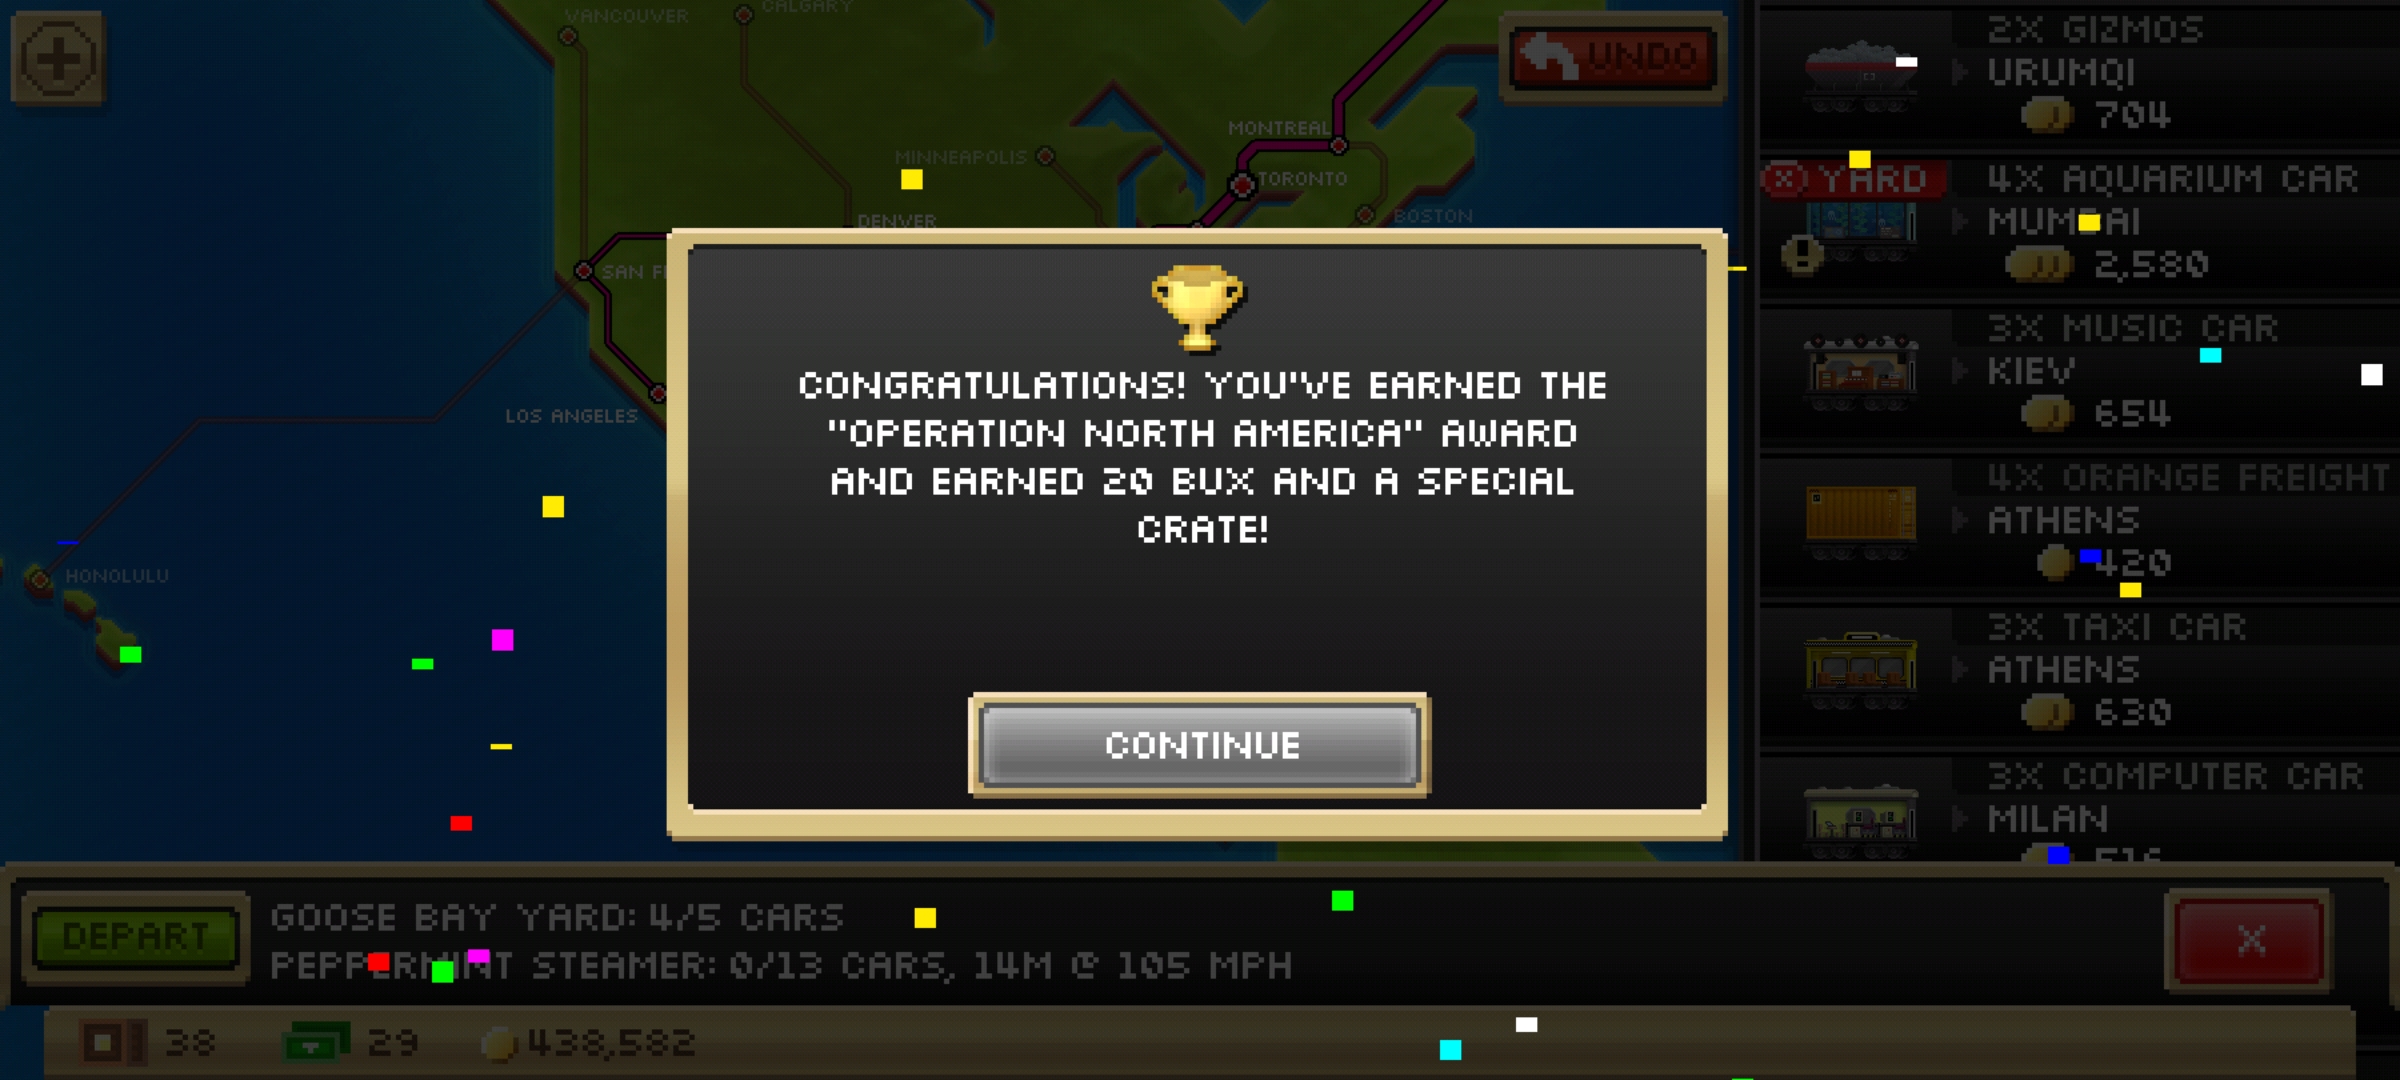 VANCOUVER
CALGARY
UNDO
MONTREAL
MINNEAPOLIS
TORONTO
DENVER
BOSTON
SAN F
LOS ANGELES
HONOLULU
CONGRATULATIONS! YOU'VE EARNED THE
"OPERATION NORTH AMERICA" AWARD
AND EARNED 20 BUX AND A SPECIAL
CRATE!
CONTINUE
2X GIZMOS
URUMQI
704
YARD
4X AQUARIUM CAR
MUMBAI
2,580
3X MUSIC CAR
KIEV
654
4X ORANGE FREIGHT
ATHENS
420
3X TAXI CAR
ATHENS
630
3X COMPUTER CAR
MILAN
516
DEPART
GOOSE BAY YARD: 4/5 CARS
PEPPERMINT STEAMER: 0/13 CARS, 14M @ 105 MPH
X
38
29
438,582